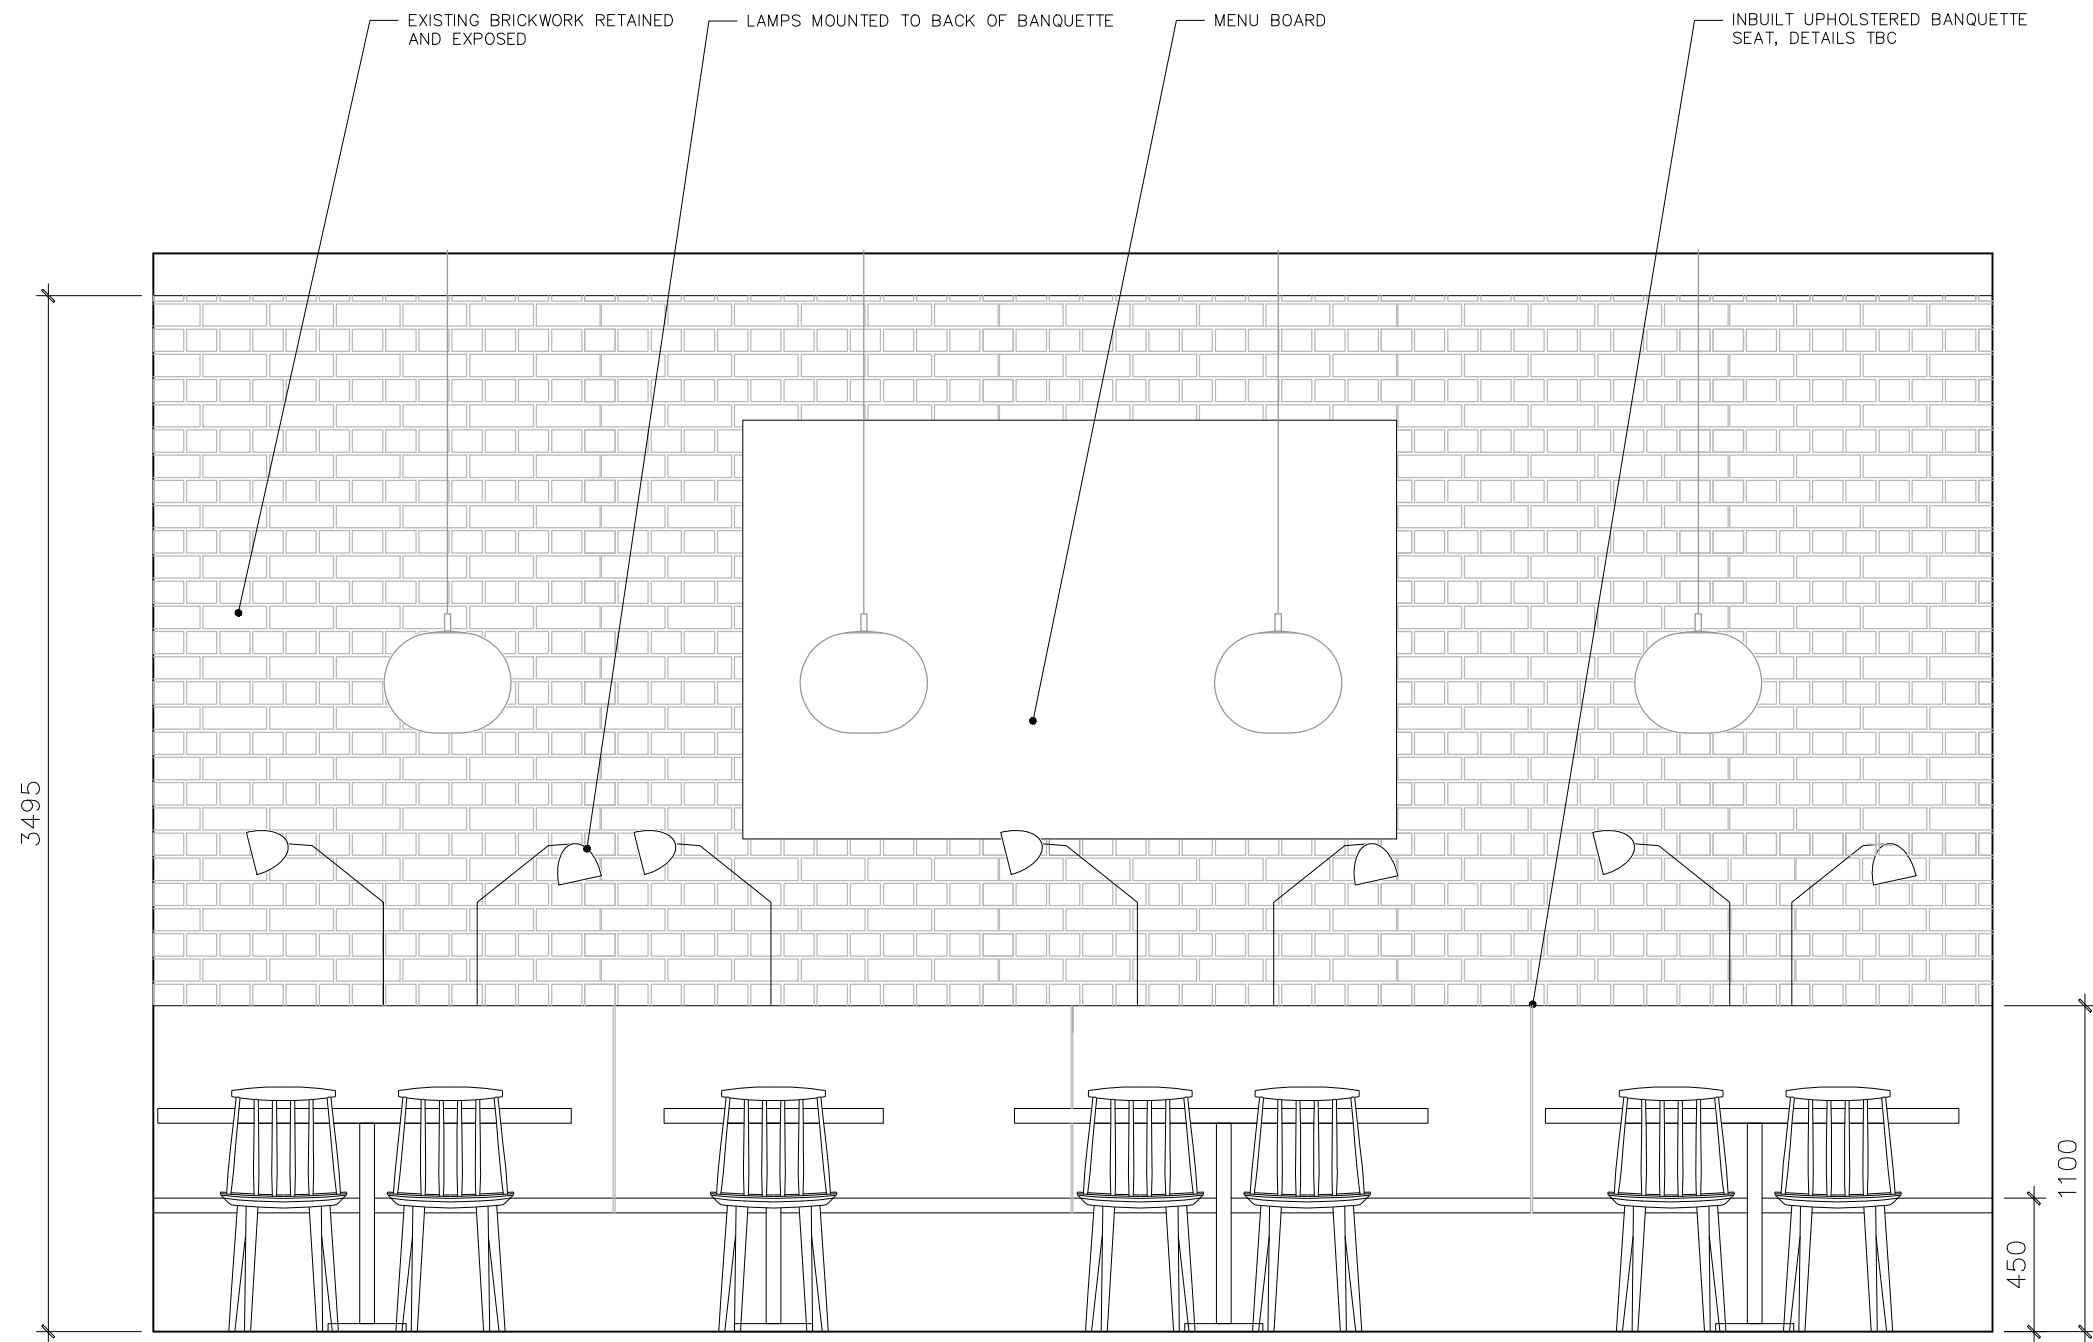 EXISTING BRICKWORK RETAINED
AND EXPOSED
LAMPS MOUNTED TO BACK OF BANQUETTE
MENU BOARD
INBUILT UPHOLSTERED BANQUETTE
SEAT, DETAILS TBC
3495
1100
450